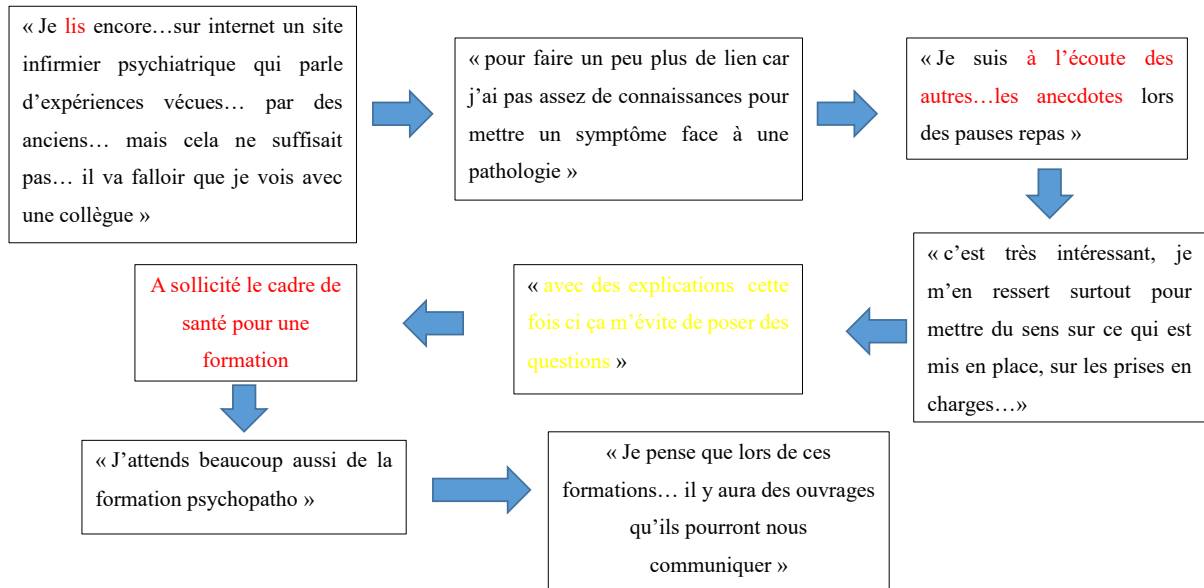 « Je lis encore…sur internet un site
infirmier psychiatrique qui parle
d’expériences vécues… par des
anciens… mais cela ne suffisait
pas… il va falloir que je vois avec
une collègue »
« pour faire un peu plus de lien car
j’ai pas assez de connaissances pour
mettre un symptôme face à une
pathologie »
« Je suis à l’écoute des
autres…les anecdotes lors
des pauses repas »
« c’est très intéressant, je
m’en ressert surtout pour
mettre du sens sur ce qui est
mis en place, sur les prises en
charges…»
« avec des explications cette
fois ci ça m’évite de poser des
questions »
A sollicité le cadre de
santé pour une
formation
« J’attends beaucoup aussi de la
formation psychopatho »
« Je pense que lors de ces
formations… il y aura des ouvrages
qu’ils pourront nous
communiquer »